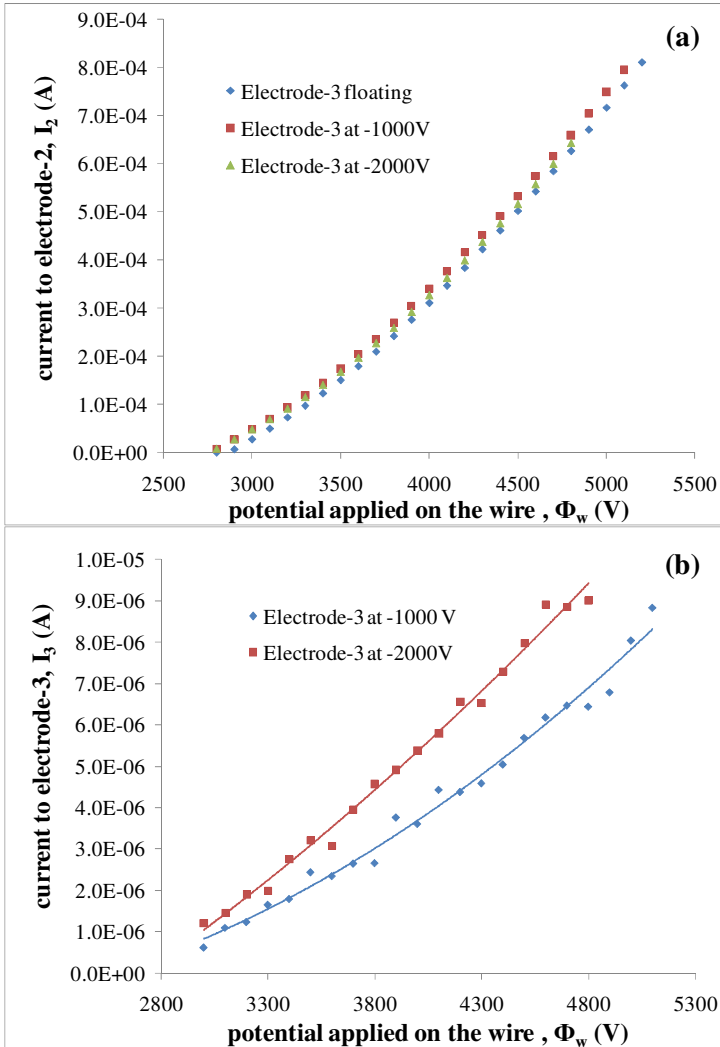 (a)
9.0E-04
8.0E-04
7.0E-04
6.0E-04
5.0E-04
4.0E-04
3.0E-04
2.0E-04
1.0E-04
0.0E+00
current to electrode-2, I2 (A)
Electrode-3 floating
Electrode-3 at -1000V
Electrode-3 at -2000V
2500 3000 3500 4000 4500 5000 5500
potential applied on the wire , Φw (V)
(b)
1.0E-05
9.0E-06
8.0E-06
7.0E-06
6.0E-06
5.0E-06
4.0E-06
3.0E-06
2.0E-06
1.0E-06
0.0E+00
current to electrode-3, I3 (A)
Electrode-3 at -1000 V
Electrode-3 at -2000V
2800 3300 3800 4300 4800 5300
potential applied on the wire , Φw (V)